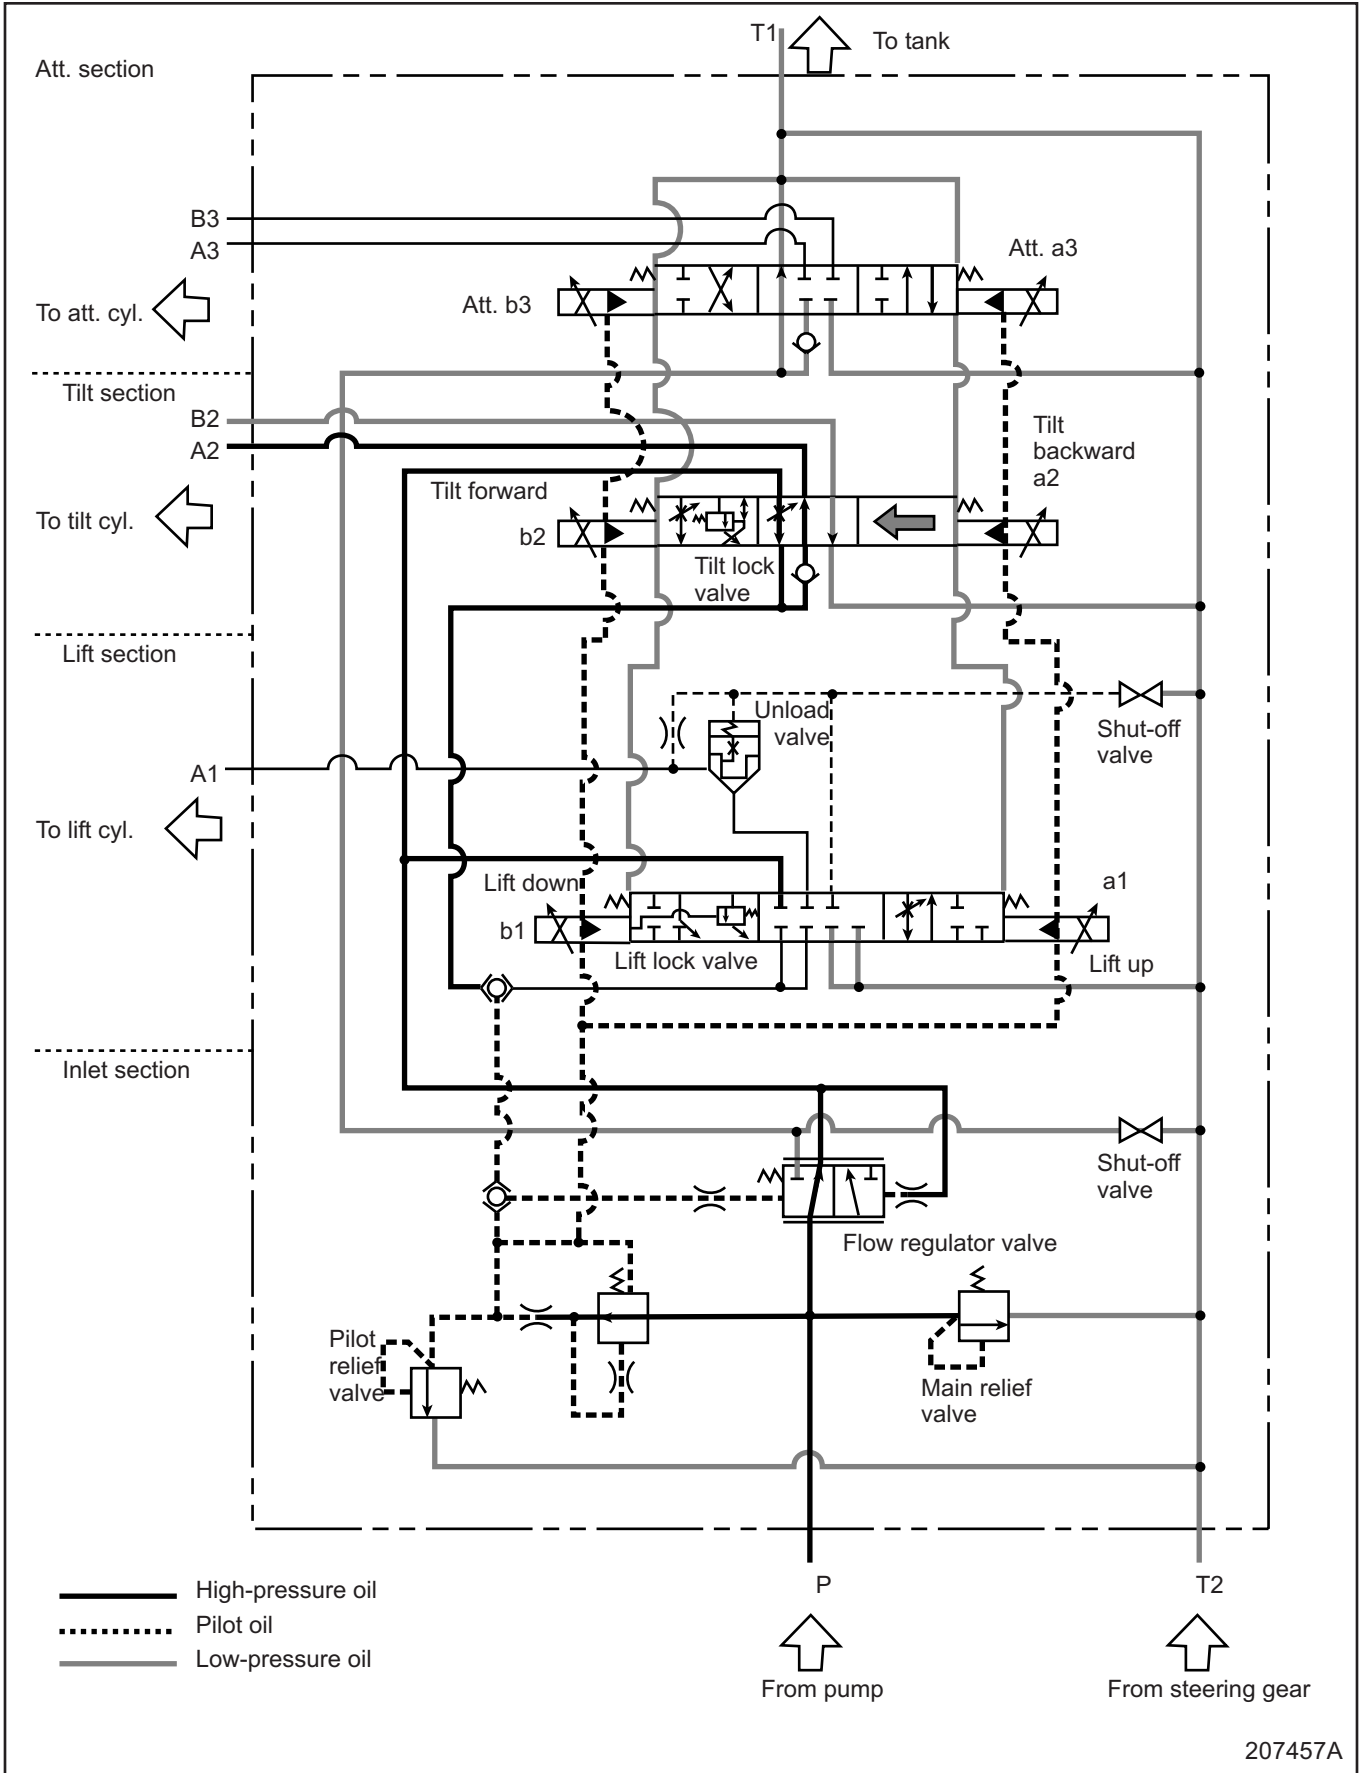 T1
To tank
Att. section
B3
A3
Att. a3
Att. b3
To att. cyl.
Tilt section
B2
A2
Tilt
backward
a2
Tilt forward
To tilt cyl.
b2
Tilt lock
valve
Lift section
Unload
valve
Shut-off
valve
A1
To lift cyl.
Lift down
a1
b1
Lift lock valve
Lift up
Inlet section
Shut-off
valve
Flow regulator valve
Pilot
relief
valve
Main relief
valve
High-pressure oil
Pilot oil
Low-pressure oil
P
T2
From pump
From steering gear
207457A